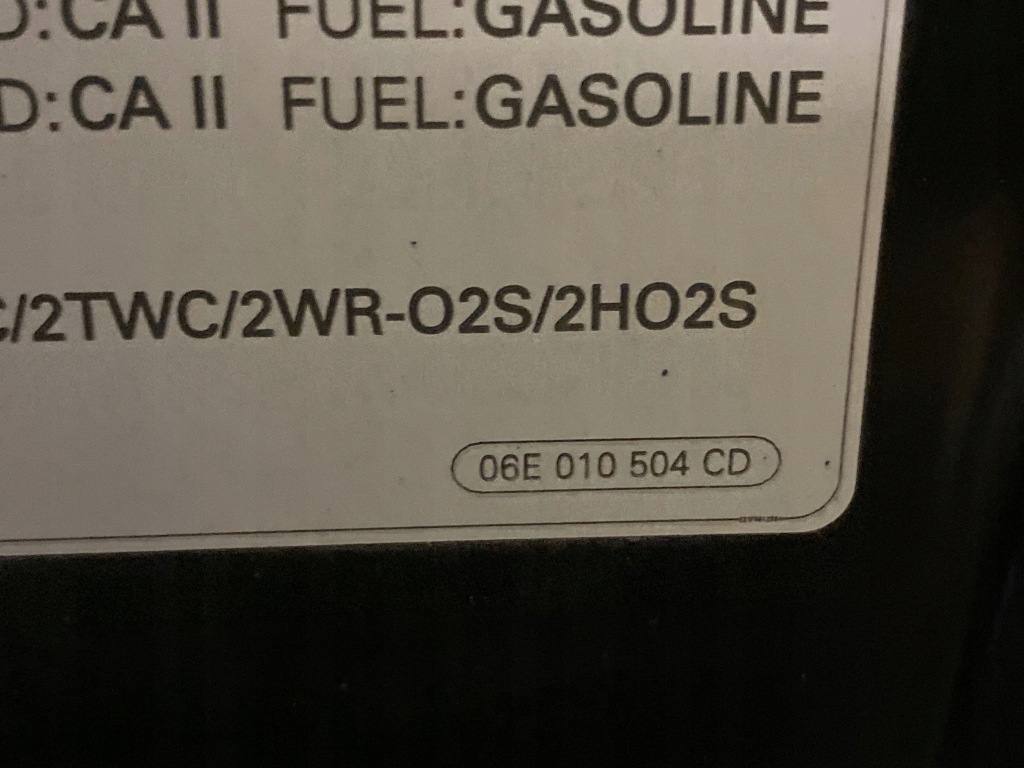 D:CA II FUEL:GASOLINE
D:CA II FUEL:GASOLINE
C/2TWC/2WR-O2S/2HO2S
06E 010 504 CD